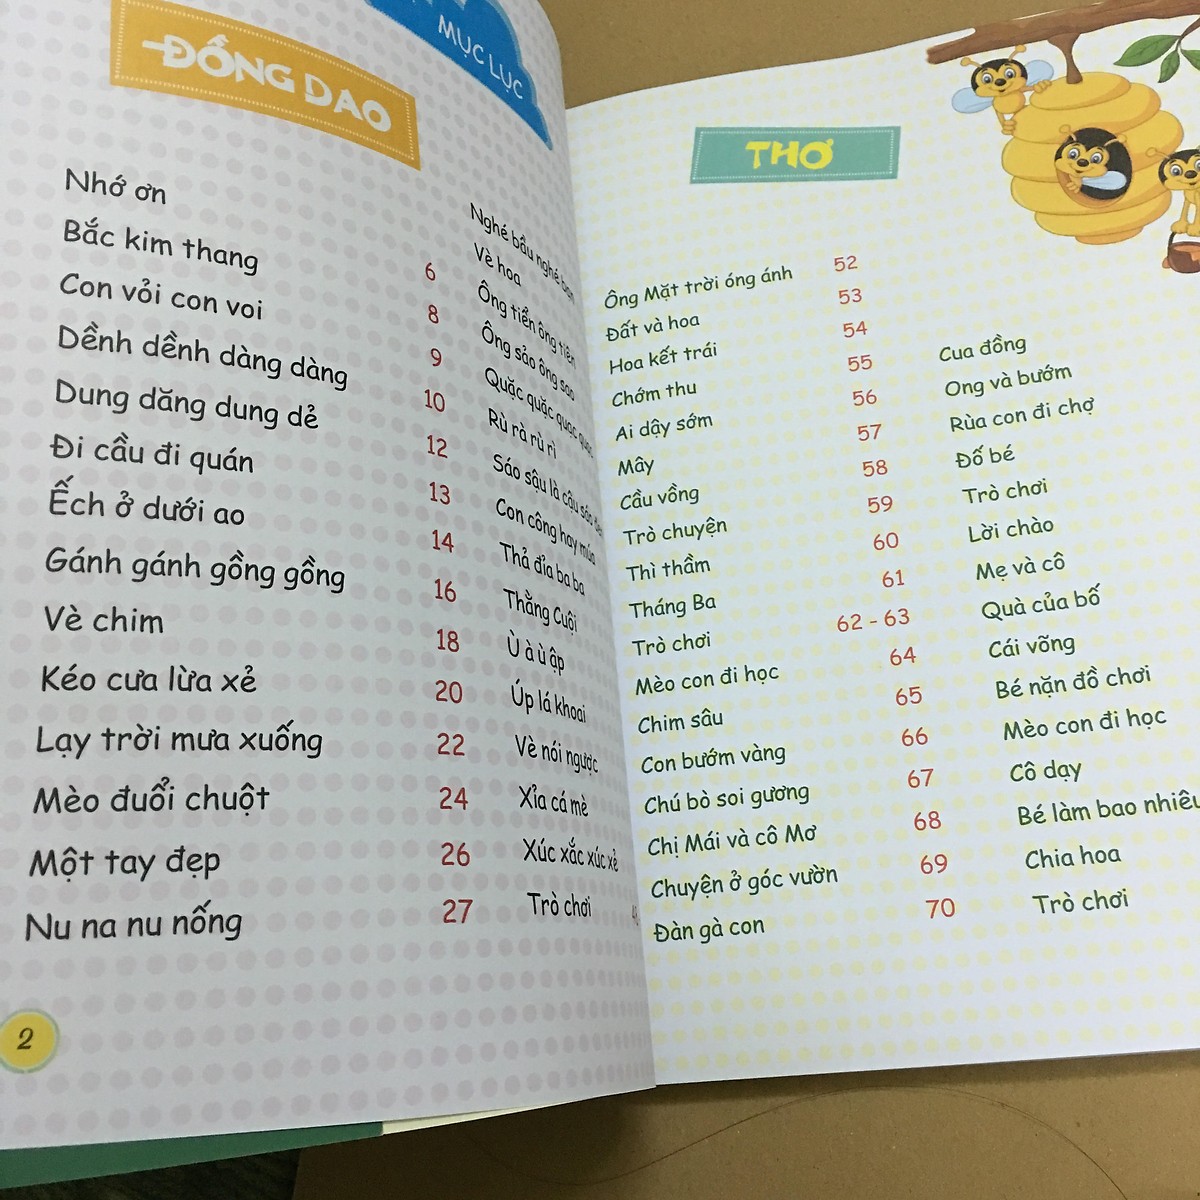 MỤC LỤC
ĐỒNG DAO
Nhớ ơn 6
Bắc kim thang 8
Con vỏi con voi 9
Dềnh dềnh dàng dàng 10
Dung dăng dung dẻ 12
Đi cầu đi quán 13
Ếch ở dưới ao 14
Gánh gánh gồng gồng 16
Vè chim 18
Kéo cưa lừa xẻ 20
Lạy trời mưa xuống 22
Mèo đuổi chuột 24
Một tay đẹp 26
Nu na nu nống 27
Nghé bầu nghé bạn
Vè hoa
Ông tiển ông tiên
Ông sảo ông sao
Quặc quặc quạc quạc
Rù rà rù rì
Sáo sậu là cậu sáo
Con công hay múa
Thả đỉa ba ba
Thằng Cuội
Ù à ù ập
Úp lá khoai
Vè nói ngược
Xỉa cá mè
Xúc xắc xúc xẻ
Trò chơi
2
THƠ
Ông Mặt trời óng ánh 52
Đất và hoa 53
Hoa kết trái 54
Chớm thu 55
Ai dậy sớm 56
Mây 57
Cầu vồng 58
Trò chuyện 59
Thì thầm 60
Tháng Ba 61
Trò chơi 62 - 63
Mèo con đi học 64
Chim sâu 65
Con bướm vàng 66
Chú bò soi gương 67
Chị Mái và cô Mơ 68
Chuyện ở góc vườn 69
Đàn gà con 70
Cua đồng
Ong và bướm
Rùa con đi chợ
Đố bé
Trò chơi
Lời chào
Mẹ và cô
Quà của bố
Cái võng
Bé nặn đồ chơi
Mèo con đi học
Cô dạy
Bé làm bao nhiêu
Chia hoa
Trò chơi